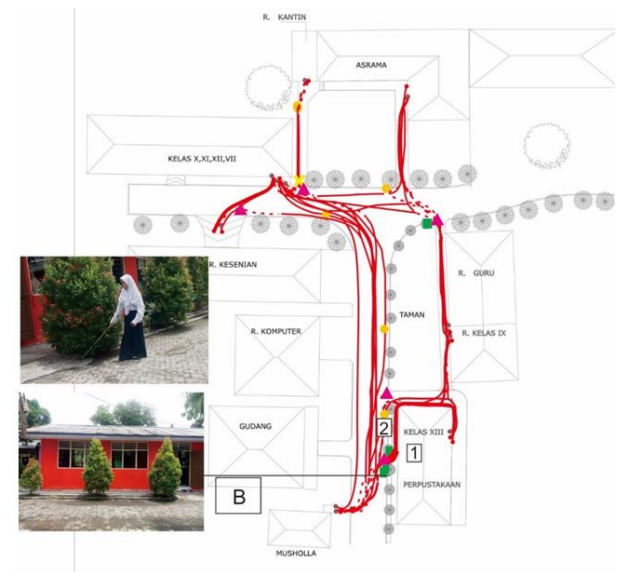 R. KANTIN
ASRAMA
KELAS X,XI,XII,VII
R. KESENIAN
R. GURU
TAMAN
R. KOMPUTER
R. KELAS IX
GUDANG
2
KELAS XIII
1
B
PERPUSTAKAAN
MUSHOLLA